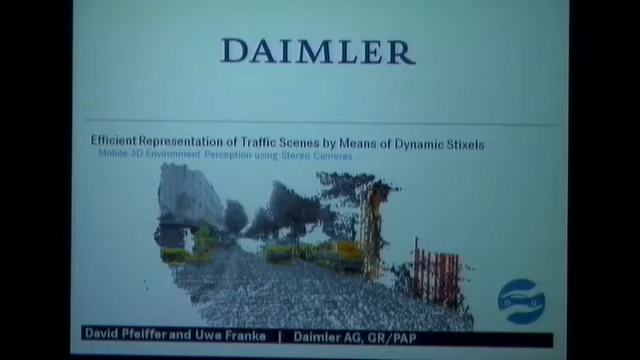 DAIMLER
Efficient Representation of Traffic Scenes by Means of Dynamic Stixels
Mobile 3D Environment Perception using Stereo Cameras
David Pfeiffer and Uwe Franke | Daimler AG, GR/PAP